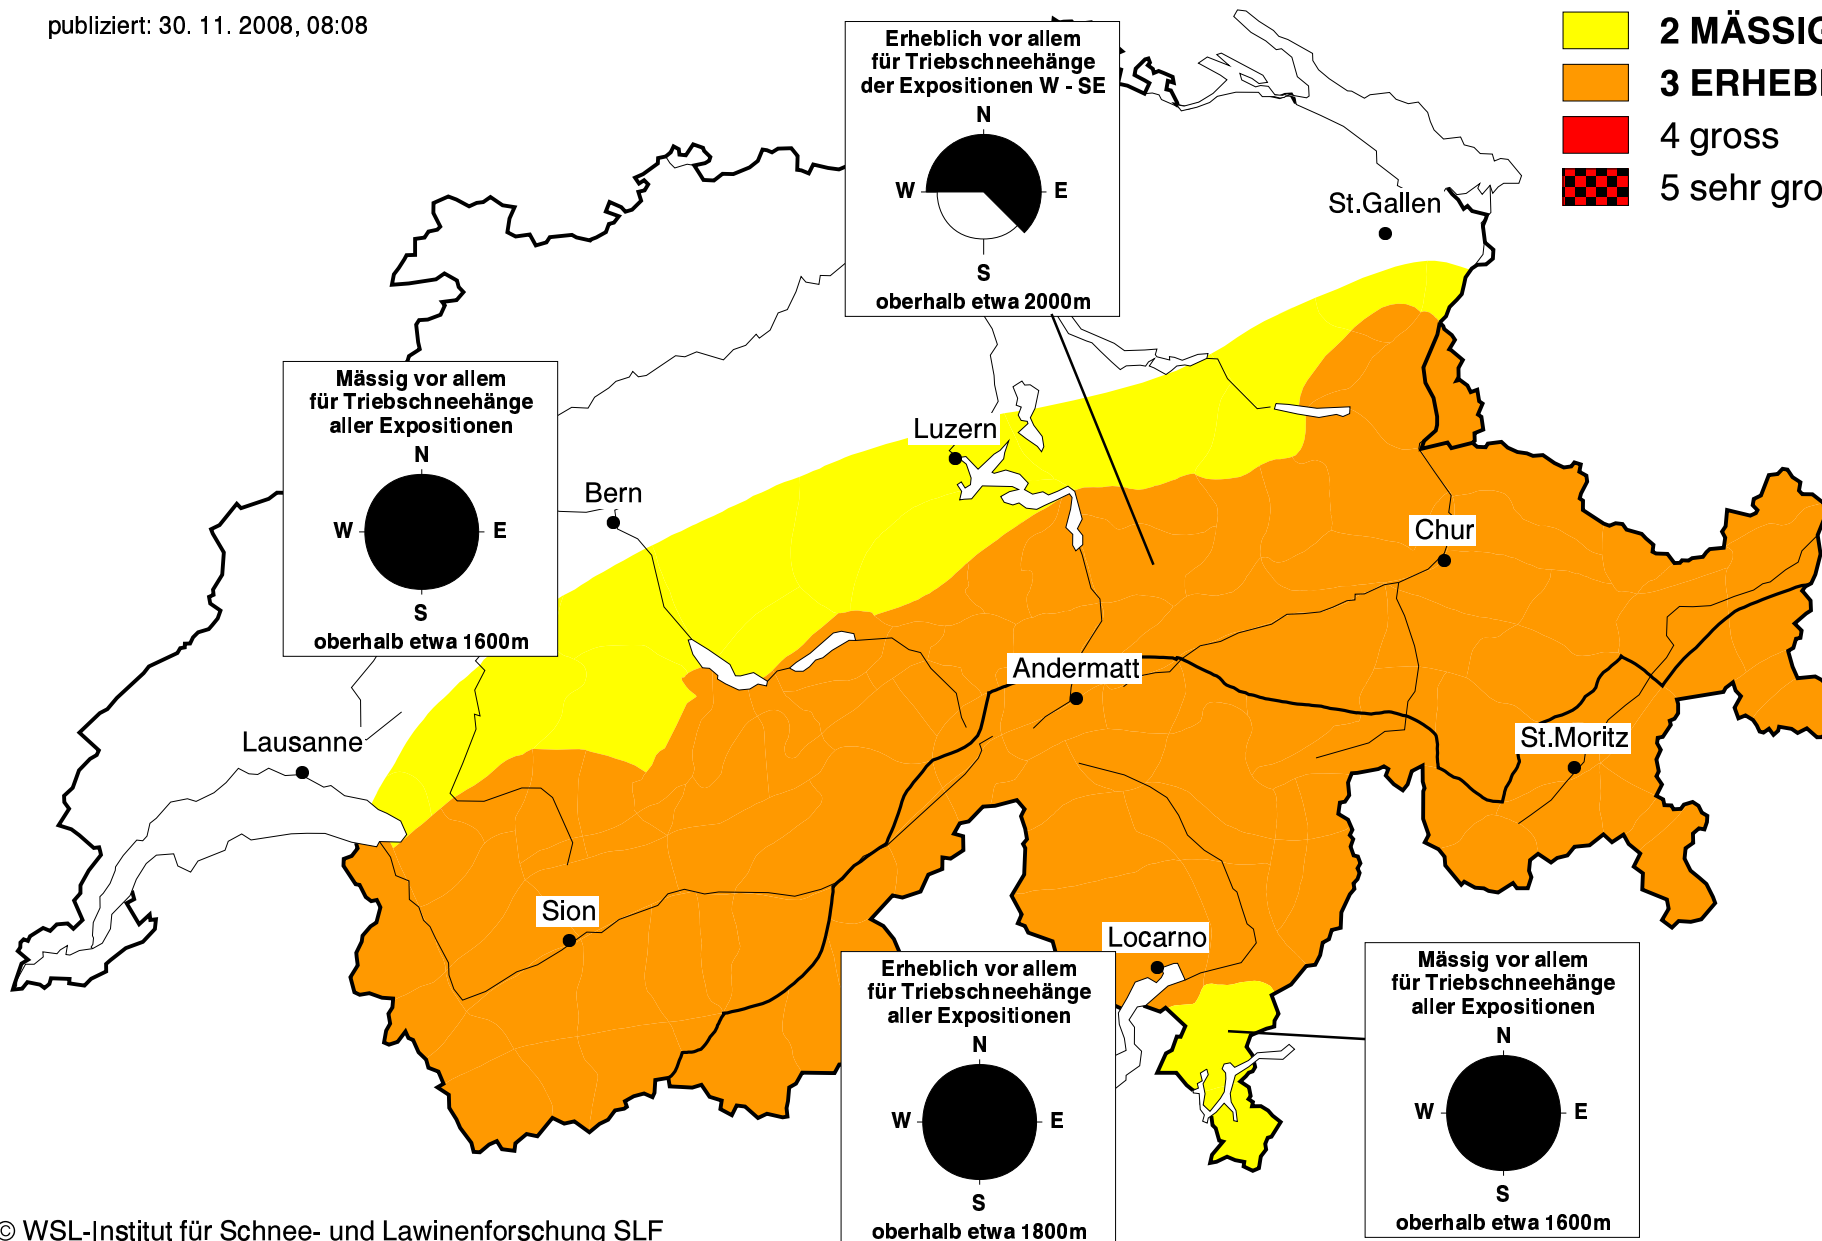 publiziert: 30. 11. 2008, 08:08
Erheblich vor allem
für Triebschneehänge
der Expositionen W - SE
N
W
E
S
oberhalb etwa 2000m
2 MÄSSIG
3 ERHEB
4 gross
5 sehr gro
St.Gallen
Mässig vor allem
für Triebschneehänge
aller Expositionen
N
W
E
S
oberhalb etwa 1600m
Luzern
Bern
Chur
Andermatt
Lausanne
St.Moritz
Sion
Locarno
Erheblich vor allem
für Triebschneehänge
aller Expositionen
N
W
E
S
oberhalb etwa 1800m
Mässig vor allem
für Triebschneehänge
aller Expositionen
N
W
E
S
oberhalb etwa 1600m
© WSL-Institut für Schnee- und Lawinenforschung SLF